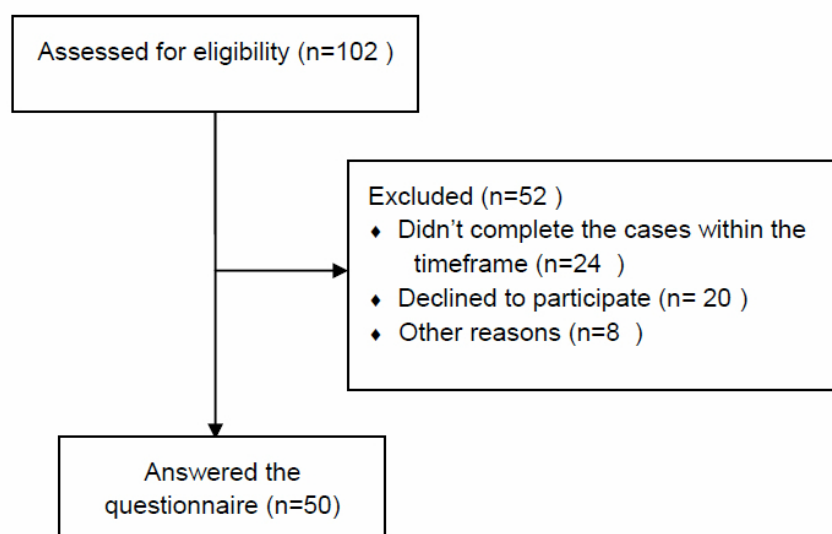 Assessed for eligibility (n=102 )
Excluded (n=52 )
♦ Didn’t complete the cases within the
timeframe (n=24  )
♦ Declined to participate (n= 20 )
♦ Other reasons (n=8  )
Answered the
questionnaire (n=50)